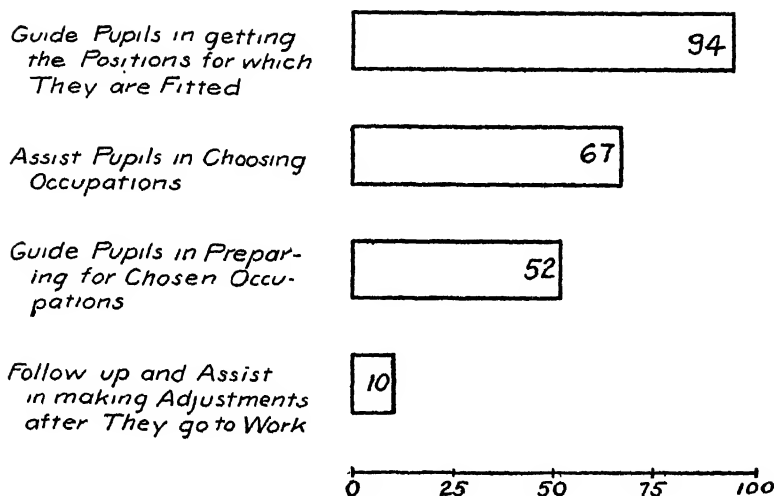 Guide Pupils in getting
the Positions for which
They are Fitted
94
Assist Pupils in Choosing
Occupations
67
Guide Pupils in Prepar-
ing for Chosen Occu-
pations
52
Follow up and Assist
in making Adjustments
after They go to Work
10
0 25 50 75 100